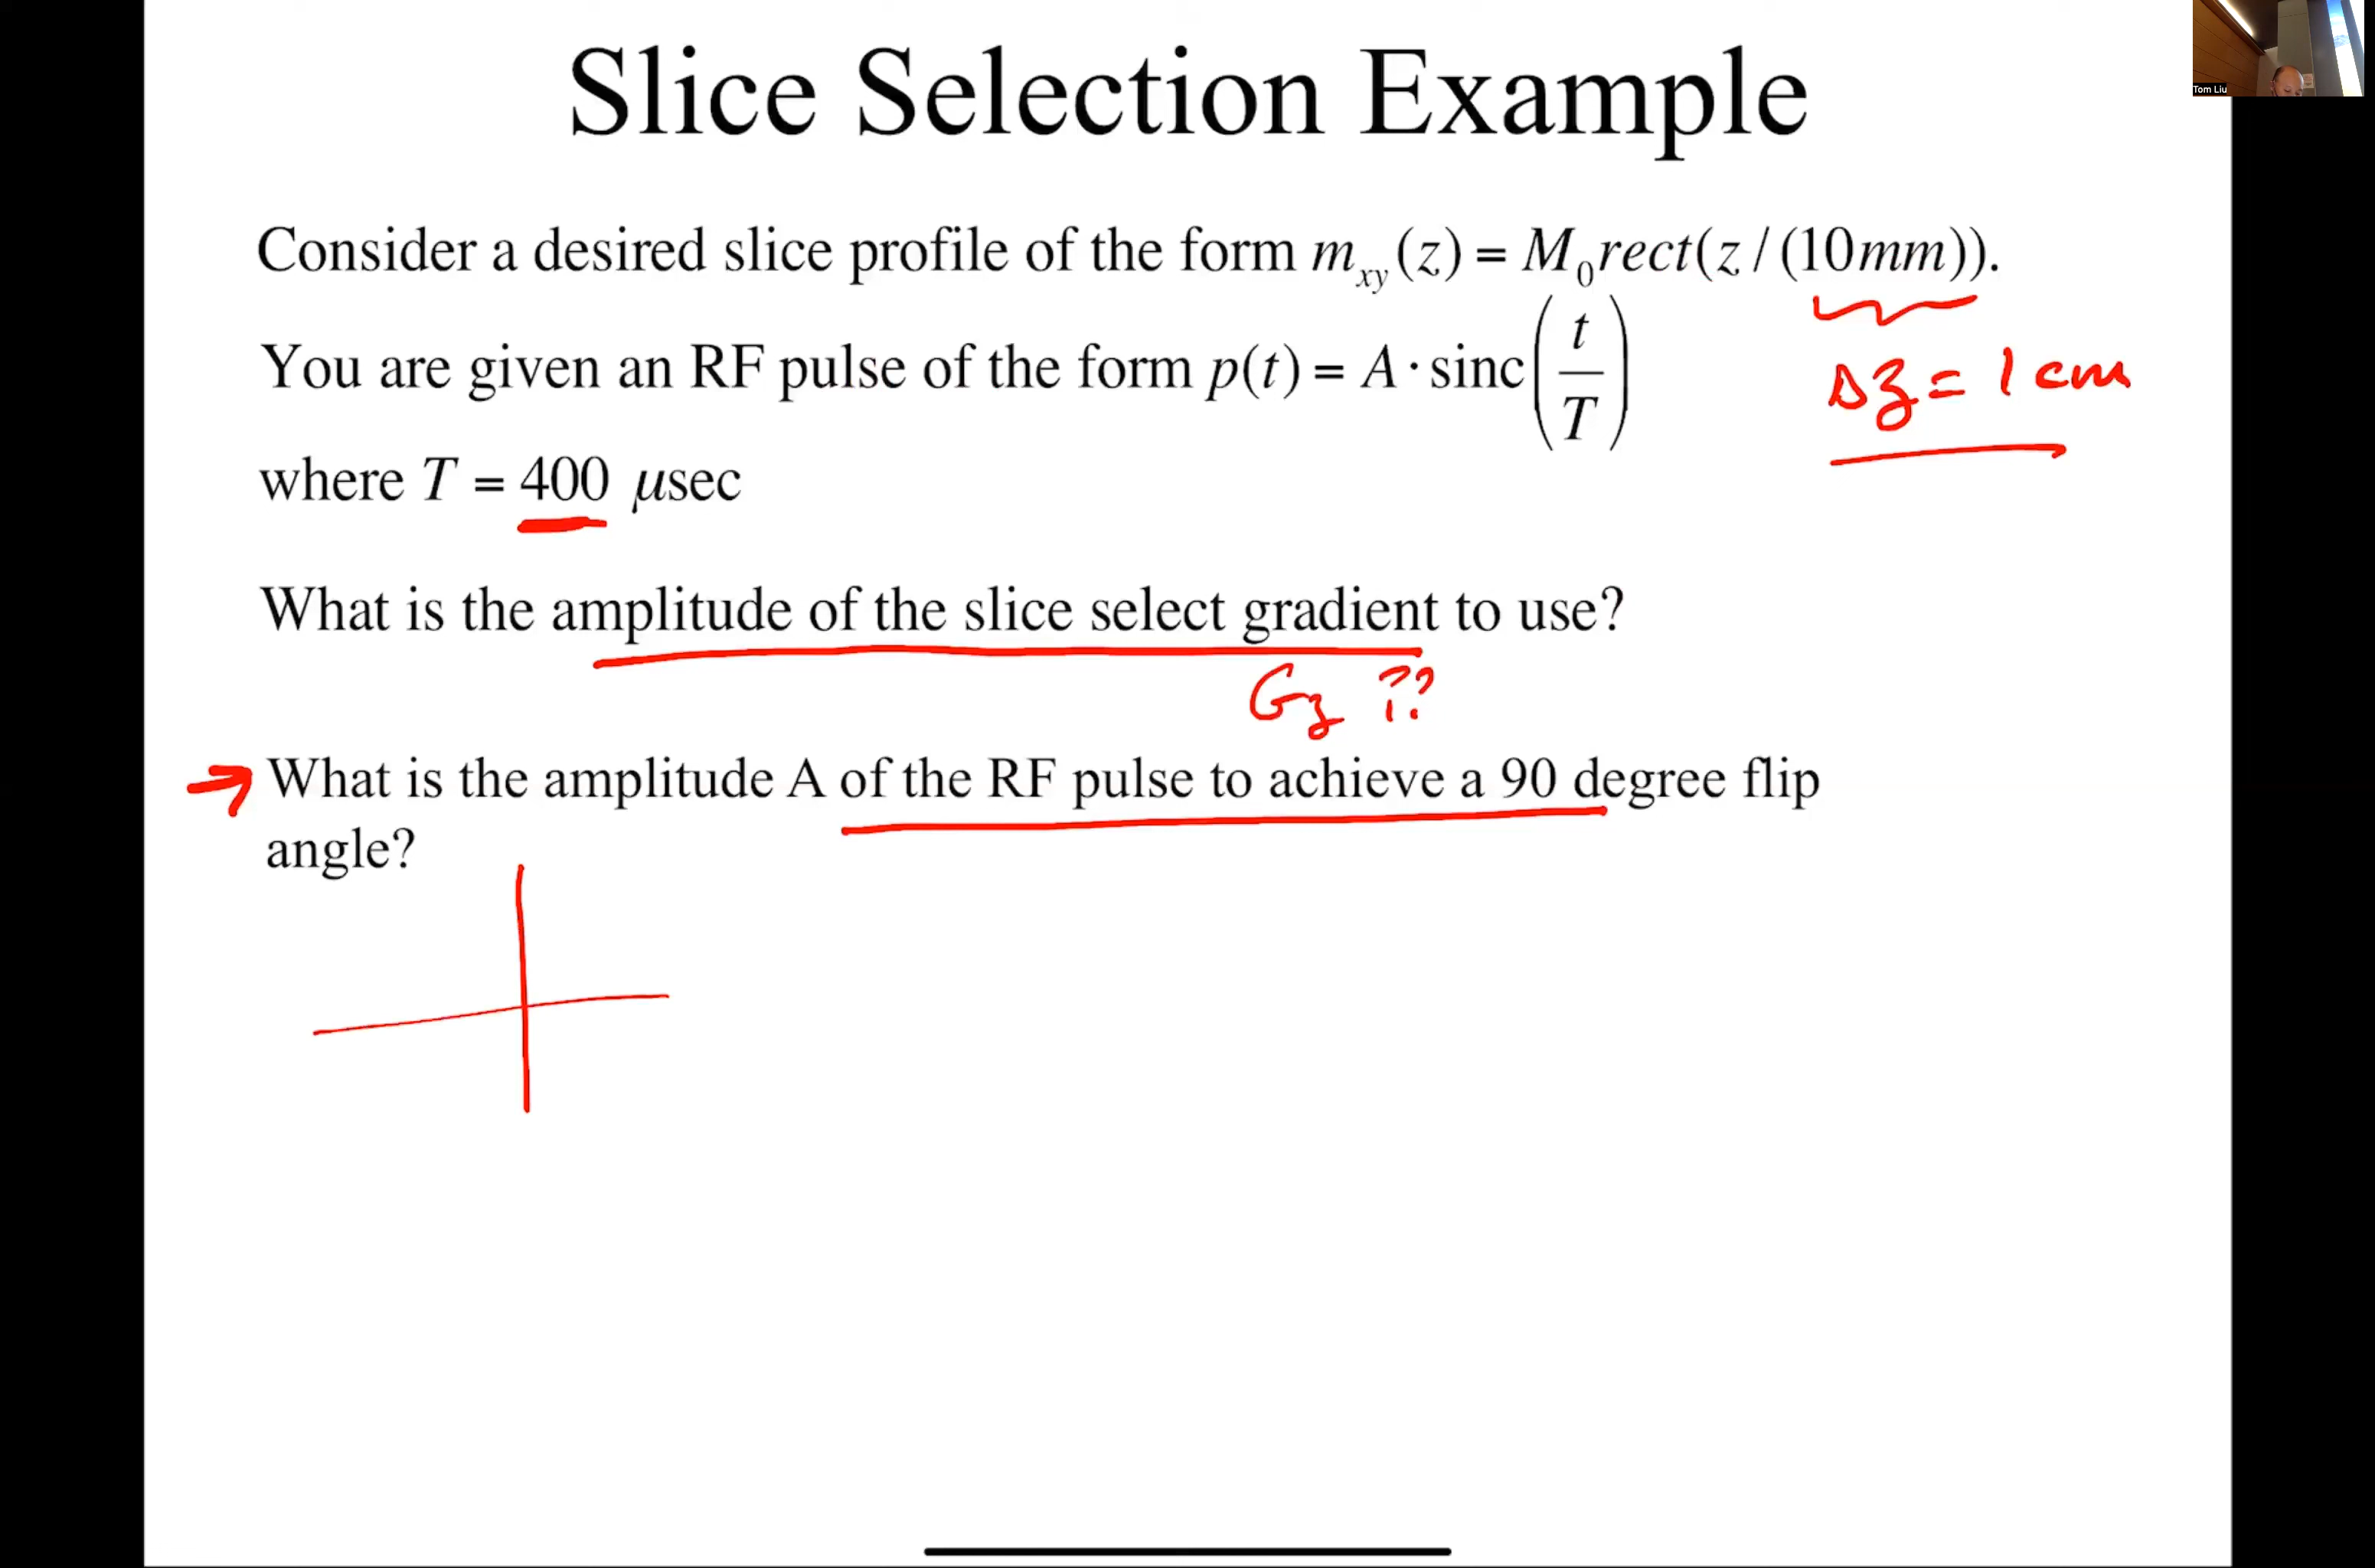 Slice Selection Example
Tom Liu
Consider a desired slice profile of the form m_xy(z) = M_0rect(z / (10mm)).
You are given an RF pulse of the form p(t) = A · sinc(t/T)
Δz = 1 cm
where T = 400 μsec
What is the amplitude of the slice select gradient to use?
Gz ??
What is the amplitude A of the RF pulse to achieve a 90 degree flip
angle?